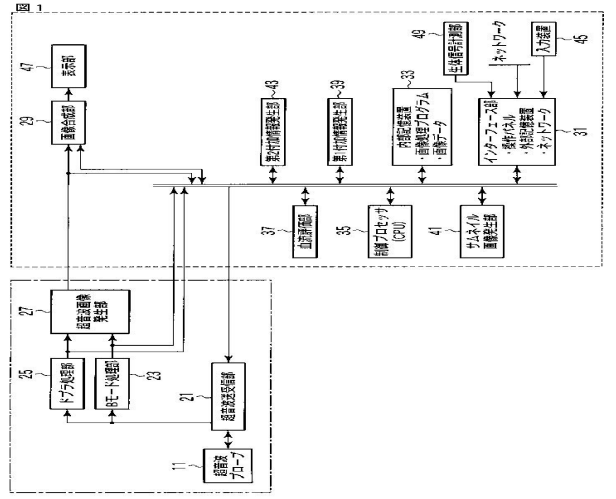 図 1
11
超音波
プローブ
21
超音波送受信部
23
Bモード処理部
25
ドプラ処理部
27
超音波画像
発生部
29
画像合成部
47
表示部
37
血流評価部
35
制御プロセッサ
(CPU)
41
サムネイル
画像発生部
43
第2付加情報発生部
39
第1付加情報発生部
33
内部記憶装置
・画像処理プログラム
・画像データ
31
インターフェース部
・操作パネル
・外部記憶装置
・ネットワーク
49
生体信号計測部
ネットワーク
45
入力装置